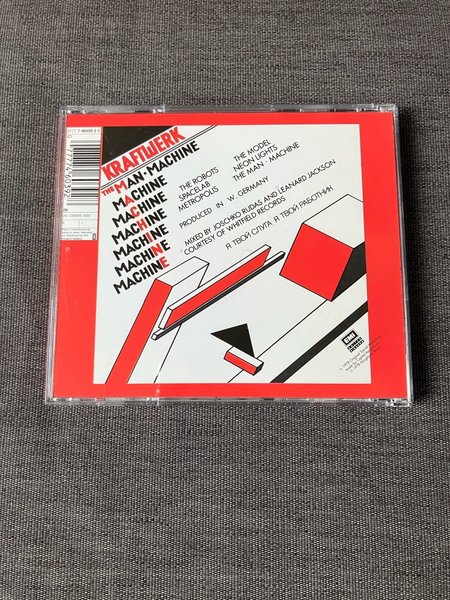 KRAFTWERK
THE MAN·MACHINE
MACHINE
MACHINE
MACHINE
MACHINE
MACHINE
MACHINE
THE ROBOTS
SPACELAB
METROPOLIS
THE MODEL
NEON LIGHTS
THE MAN · MACHINE
PRODUCED IN W. GERMANY
MIXED BY JOSCHKO RUDAS AND LEANARD JACKSON
COURTESY OF WHITFIELD RECORDS
Я ТВОЙ СЛУГА Я ТВОЙ РАБОТНИК
EMI